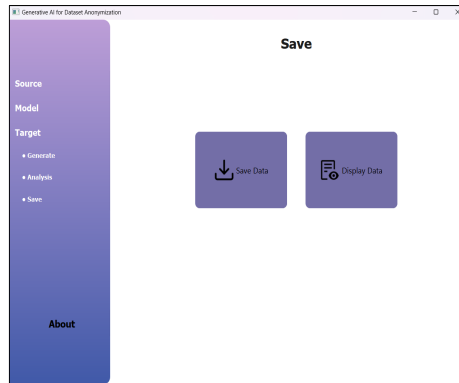 Generative AI for Dataset Anonymization
Save
Source
Model
Target
• Generate
• Analysis
• Save
Save Data
Display Data
About